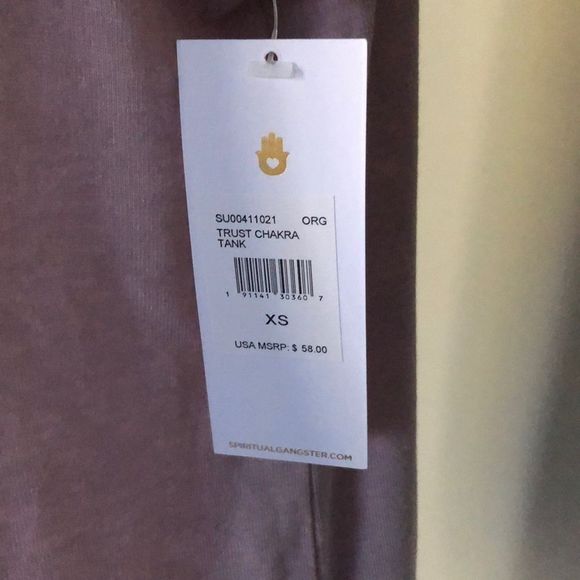 SU00411021 ORG
TRUST CHAKRA
TANK
1 91141 30360 7
XS
USA MSRP: $ 58.00
SPIRITUALGANGSTER.COM